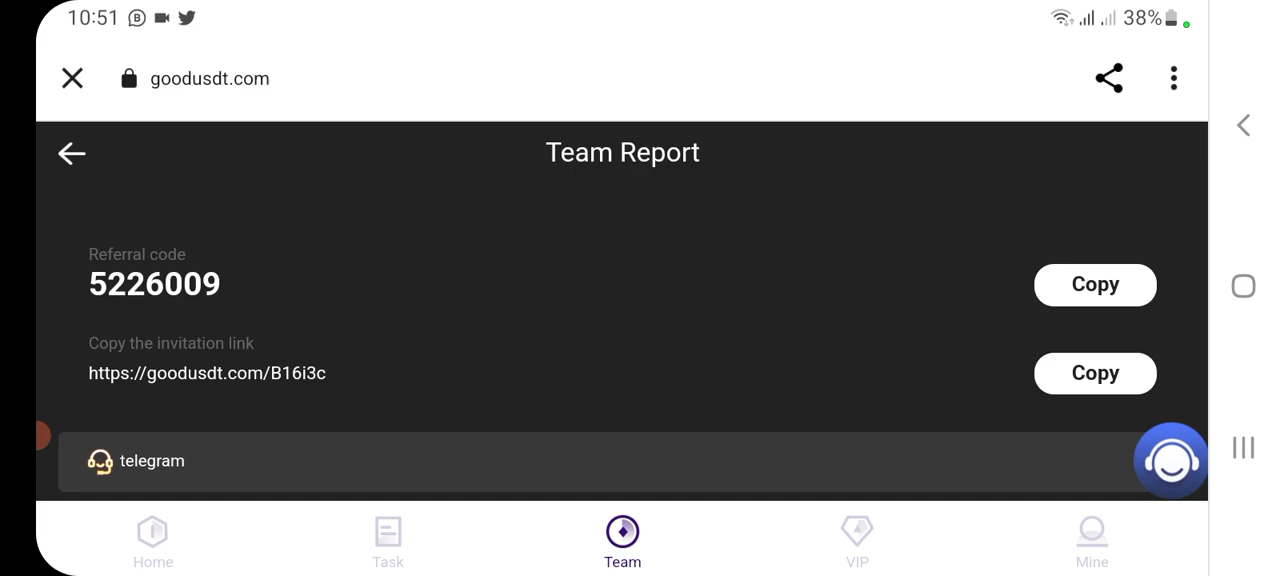 10:51
38%
goodusdt.com
Team Report
Referral code
5226009
Copy
Copy the invitation link
https://goodusdt.com/B16i3c
Copy
telegram
Home
Task
Team
VIP
Mine